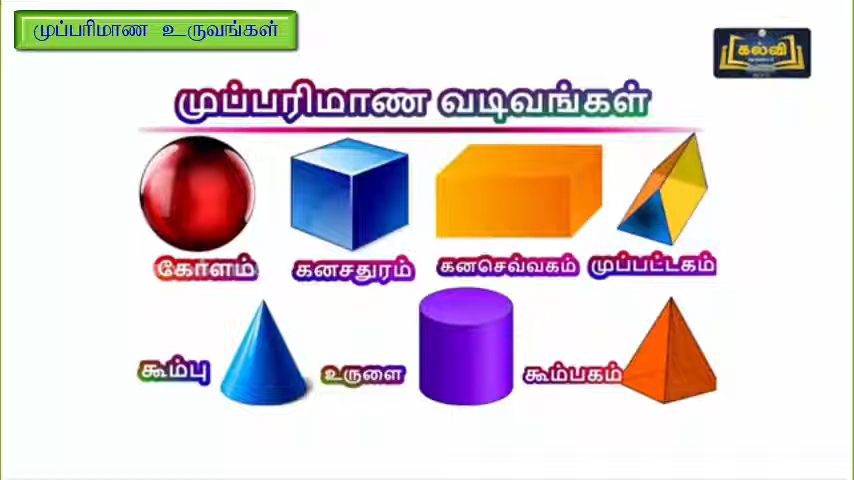 முப்பரிமாண உருவங்கள்
கல்வி
முப்பரிமாண வடிவங்கள்
கோளம்
கனசதுரம்
கனசெவ்வகம்
முப்பட்டகம்
கூம்பு
உருளை
கூம்பகம்